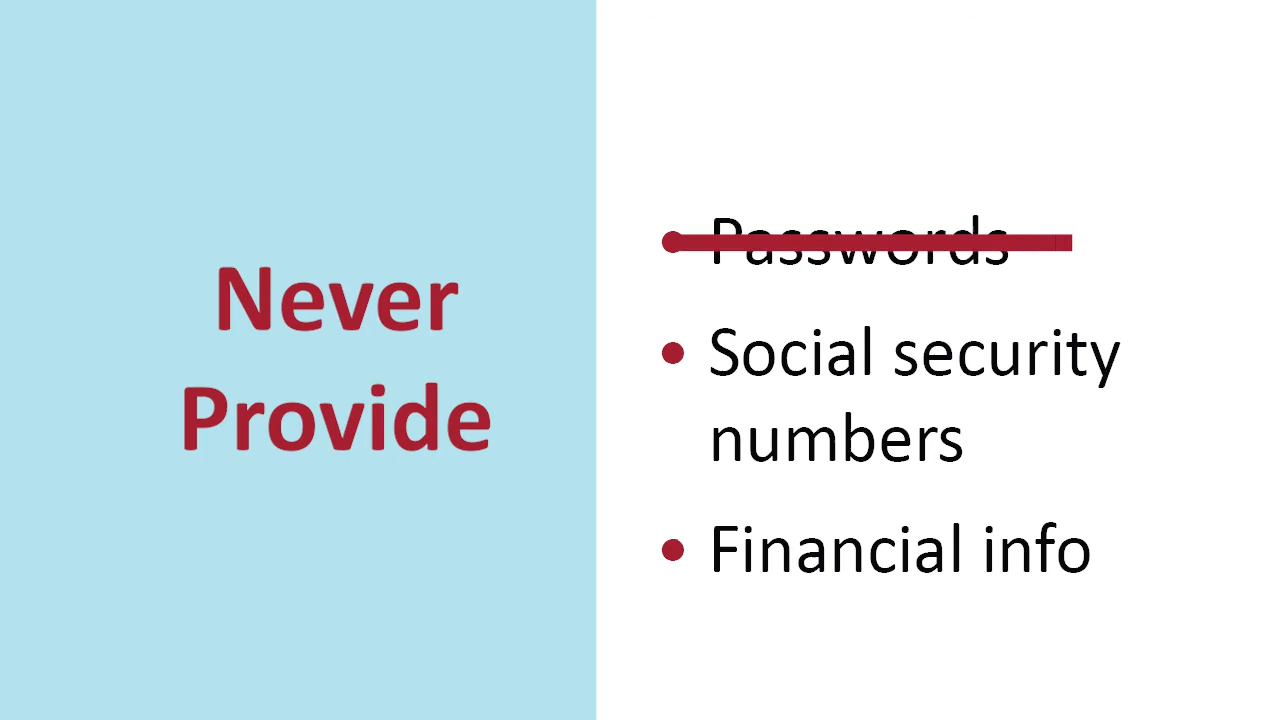 Never
Provide
• Passwords
• Social security
numbers
• Financial info